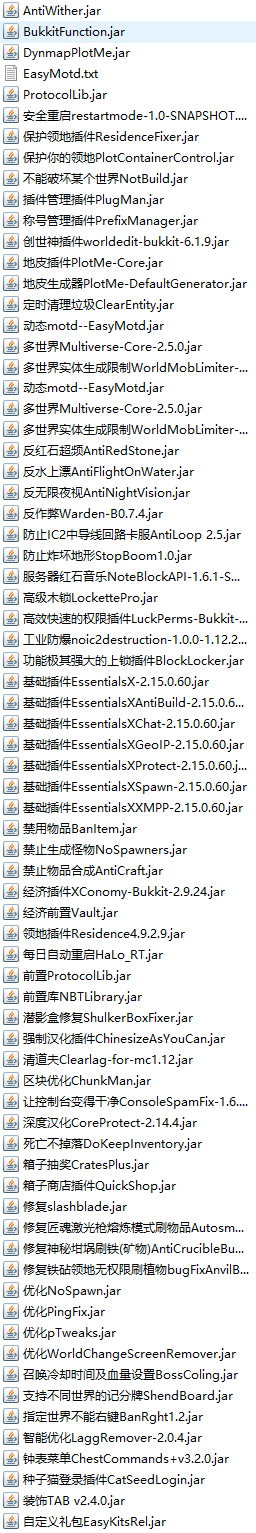 AntiWither.jar
BukkitFunction.jar
DynmapPlotMe.jar
EasyMotd.txt
ProtocolLib.jar
安全重启restartmode-1.0-SNAPSHOT....
保护领地插件ResidenceFixer.jar
保护你的领地PlotContainerControl.jar
不能破坏某个世界NotBuild.jar
插件管理插件PlugMan.jar
称号管理插件PrefixManager.jar
创世神插件worldedit-bukkit-6.1.9.jar
地皮插件PlotMe-Core.jar
地皮生成器PlotMe-DefaultGenerator.jar
定时清理垃圾ClearEntity.jar
动态motd--EasyMotd.jar
多世界Multiverse-Core-2.5.0.jar
多世界实体生成限制WorldMobLimiter-...
动态motd--EasyMotd.jar
多世界Multiverse-Core-2.5.0.jar
多世界实体生成限制WorldMobLimiter-...
反红石超频AntiRedStone.jar
反水上漂AntiFlightOnWater.jar
反无限夜视AntiNightVision.jar
反作弊Warden-B0.7.4.jar
防止IC2中导线回路卡服AntiLoop 2.5.jar
防止炸坏地形StopBoom1.0.jar
服务器红石音乐NoteBlockAPI-1.6.1-S...
高级木锁LockettePro.jar
高效快速的权限插件LuckPerms-Bukkit-...
工业防爆noic2destruction-1.0.0-1.12.2...
功能极其强大的上锁插件BlockLocker.jar
基础插件EssentialsX-2.15.0.60.jar
基础插件EssentialsXAntiBuild-2.15.0.6...
基础插件EssentialsXChat-2.15.0.60.jar
基础插件EssentialsXGeoIP-2.15.0.60.jar
基础插件EssentialsXProtect-2.15.0.60.j...
基础插件EssentialsXSpawn-2.15.0.60.jar
基础插件EssentialsXXMPP-2.15.0.60.jar
禁用物品BanItem.jar
禁止生成怪物NoSpawners.jar
禁止物品合成AntiCraft.jar
经济插件XConomy-Bukkit-2.9.24.jar
经济前置Vault.jar
领地插件Residence4.9.2.9.jar
每日自动重启HaLo_RT.jar
前置ProtocolLib.jar
前置库NBTLibrary.jar
潜影盒修复ShulkerBoxFixer.jar
强制汉化插件ChinesizeAsYouCan.jar
清道夫Clearlag-for-mc1.12.jar
区块优化ChunkMan.jar
让控制台变得干净ConsoleSpamFix-1.6....
深度汉化CoreProtect-2.14.4.jar
死亡不掉落DoKeepInventory.jar
箱子抽奖CratesPlus.jar
箱子商店插件QuickShop.jar
修复slashblade.jar
修复匠魂激光枪熔炼模式刷物品Autosm...
修复神秘坩埚刷铁(矿物)AntiCrucibleBu...
修复铁砧领地无权限刷植物bugFixAnvilB...
优化NoSpawn.jar
优化PingFix.jar
优化pTweaks.jar
优化WorldChangeScreenRemover.jar
召唤冷却时间及血量设置BossColing.jar
支持不同世界的记分牌ShendBoard.jar
指定世界不能右键BanRght1.2.jar
智能优化LaggRemover-2.0.4.jar
钟表菜单ChestCommands+v3.2.0.jar
种子猫登录插件CatSeedLogin.jar
装饰TAB v2.4.0.jar
自定义礼包EasyKitsRel.jar